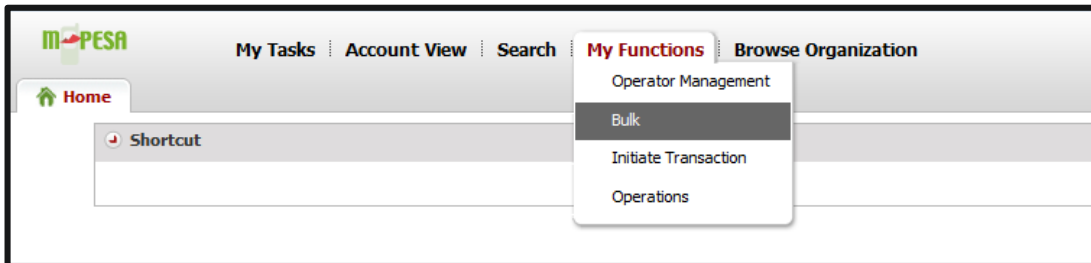 M-PESA
My Tasks Account View Search My Functions Browse Organization
Operator Management
Home
Bulk
Shortcut
Initiate Transaction
Operations